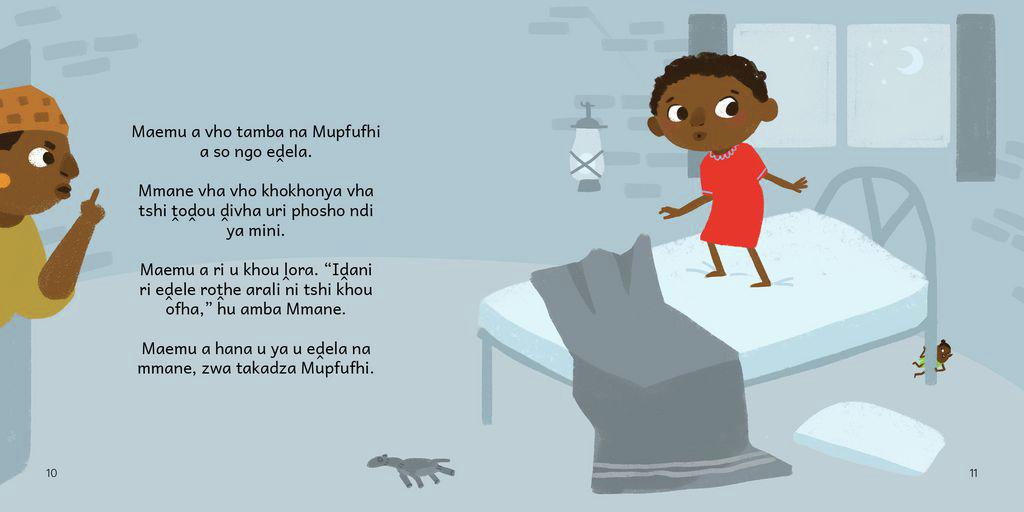 Maemu a vho tamba na Mupfufhi
a so ngo eḓela.
Mmane vha vho khokhonya vha
tshi ṱoḓou ḓivha uri phosho ndi
ya mini.
Maemu a ri u khou ḽora. “Iḓani
ri eḓele rothe arali ni tshi khou
ofha,” hu amba Mmane.
Maemu a hana u ya u eḓela na
mmane, zwa takadza Mupfufhi.
10
11